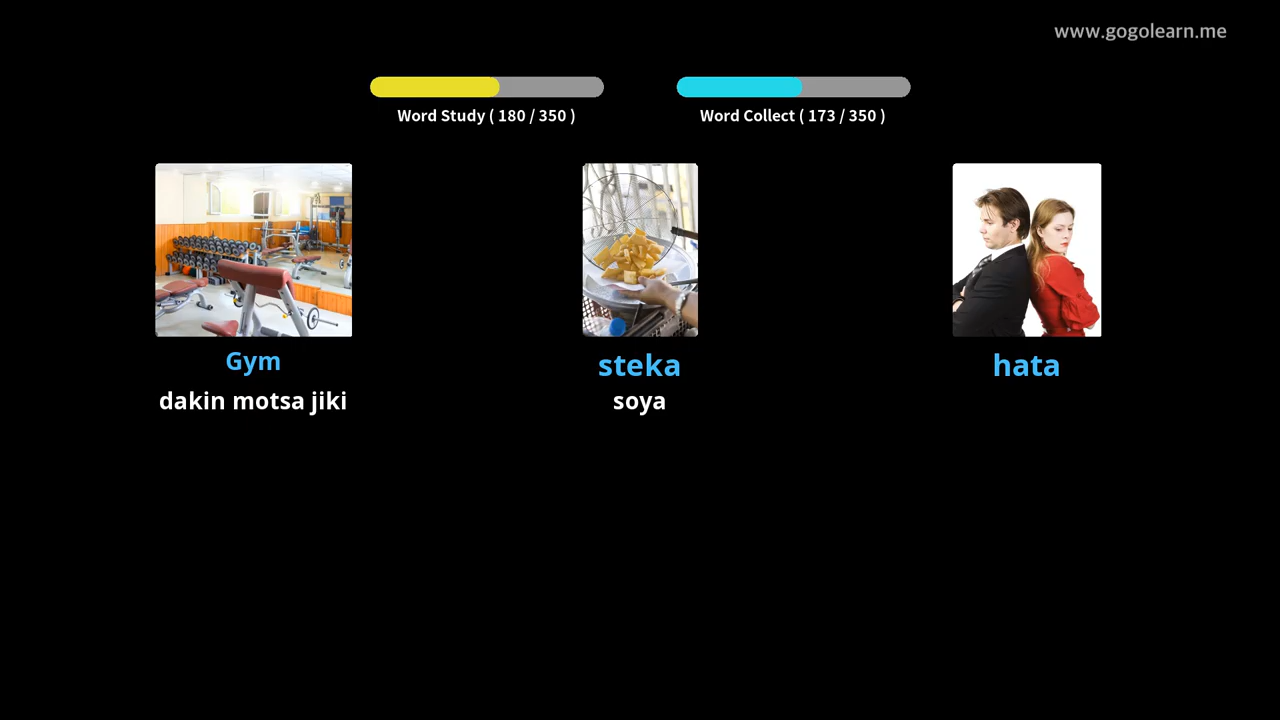 www.gogolearn.me
Word Study ( 180 / 350 )
Word Collect ( 173 / 350 )
Gym
dakin motsa jiki
steka
soya
hata